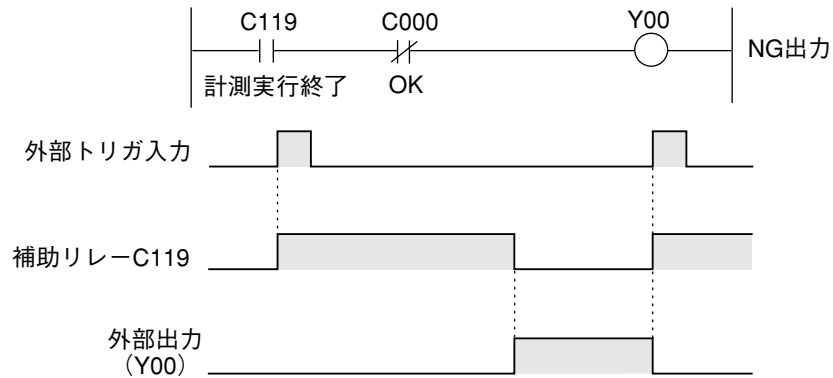 C119 C000 Y00
NG出力
計測実行終了 OK
外部トリガ入力
補助リレーC119
外部出力
（Y00）